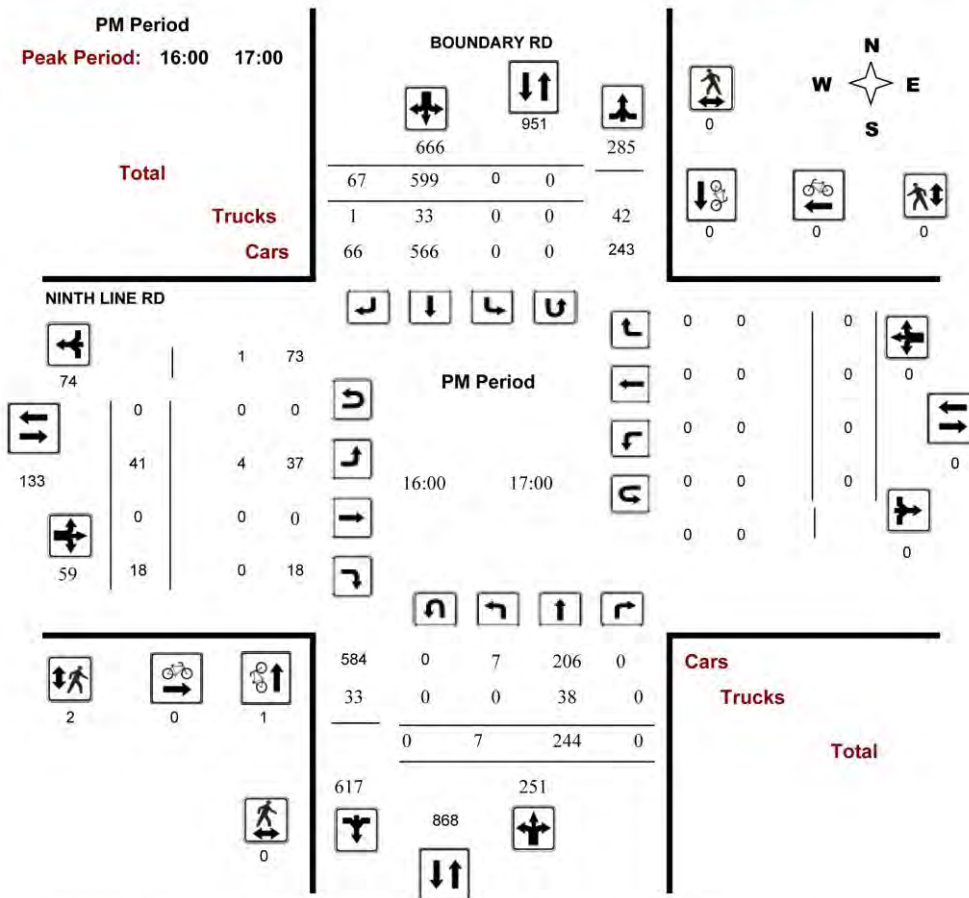 PM Period
Peak Period: 16:00 17:00
BOUNDARY RD
N
W E
S
951
0
666 285
Total 67 599 0 0
Trucks 1 33 0 0 42
Cars 66 566 0 0 243
0 0 0
NINTH LINE RD
0 0 0
1 73
74
0 0 0 0
PM Period
0 0 0
0 0 0 0
41 4 37
133
16:00 17:00
0 0 0
0 0 0
0 0
59 18 0 18
0
584 0 7 206 0 Cars
33 0 0 38 0 Trucks
2 0 1
0 7 244 0 Total
617 251
868
0